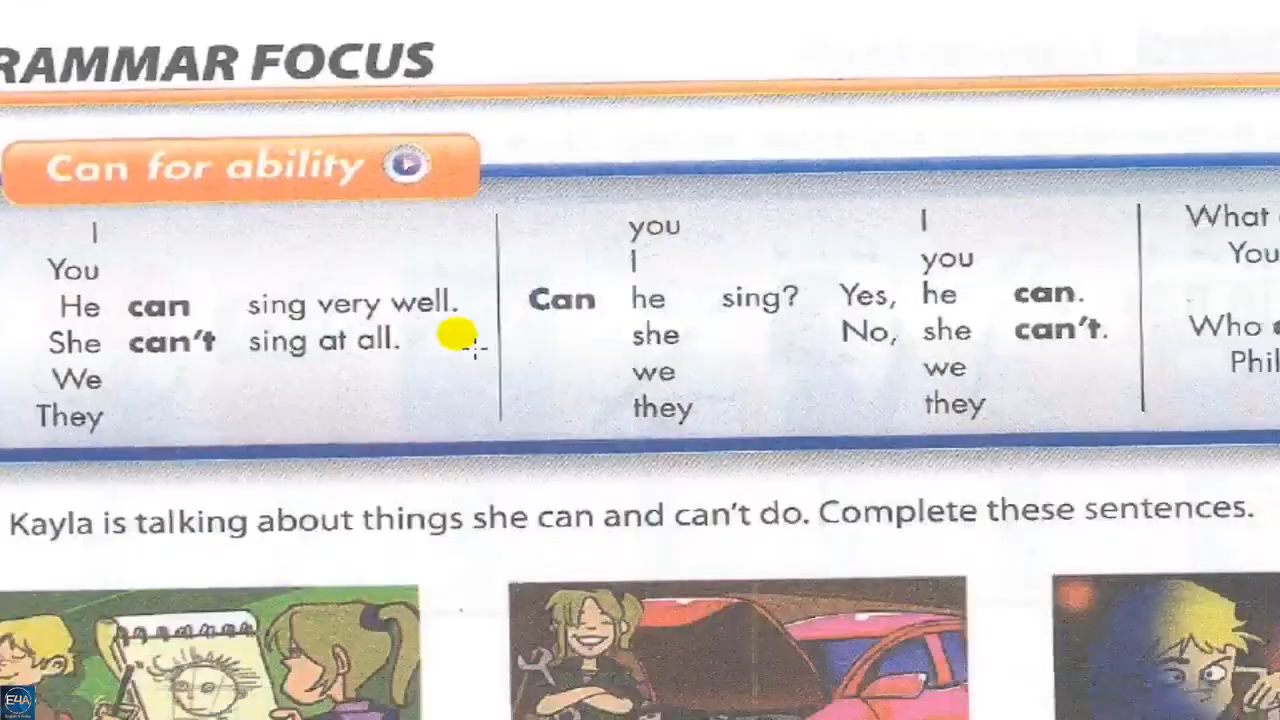 RAMMAR FOCUS
Can for ability
I
You
He can sing very well.
She can't sing at all.
We
They
you
I
Can he sing?
she
we
they
I
you
Yes, he can.
No, she can't.
we
they
What
You
Who
Phil
Kayla is talking about things she can and can't do. Complete these sentences.
E4A